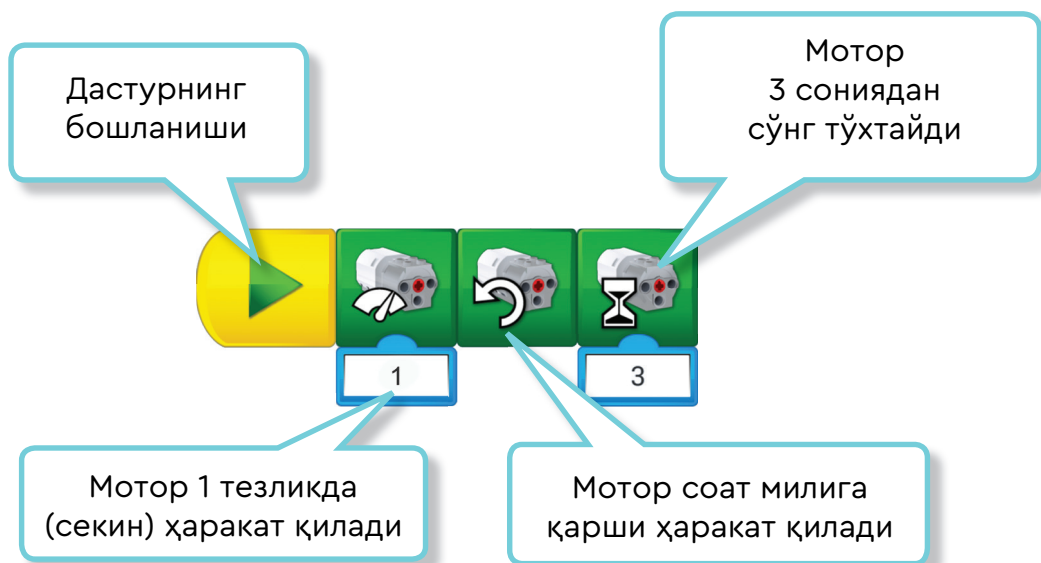 Дастурнинг
бошланиши
Мотор
3 сониядан
сўнг тўхтайди
1
3
Мотор 1 тезликда
(секин) ҳаракат қилади
Мотор соат милига
қарши ҳаракат қилади